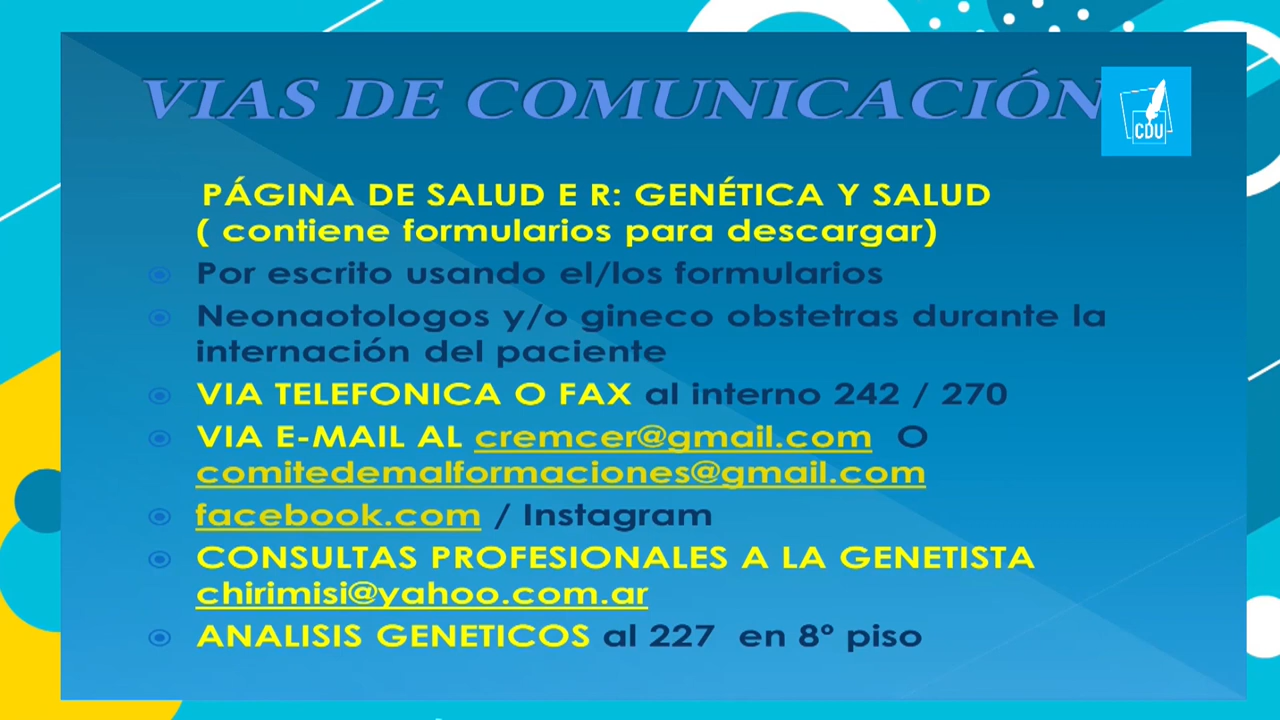 VIAS DE COMUNICACIÓN
CDU
PÁGINA DE SALUD E R: GENÉTICA Y SALUD
( contiene formularios para descargar)
Por escrito usando el/los formularios
Neonaotologos y/o gineco obstetras durante la
internación del paciente
VIA TELEFONICA O FAX al interno 242 / 270
VIA E-MAIL AL cremcer@gmail.com O
comitedemalformaciones@gmail.com
facebook.com / Instagram
CONSULTAS PROFESIONALES A LA GENETISTA
chirimisi@yahoo.com.ar
ANALISIS GENETICOS al 227 en 8º piso